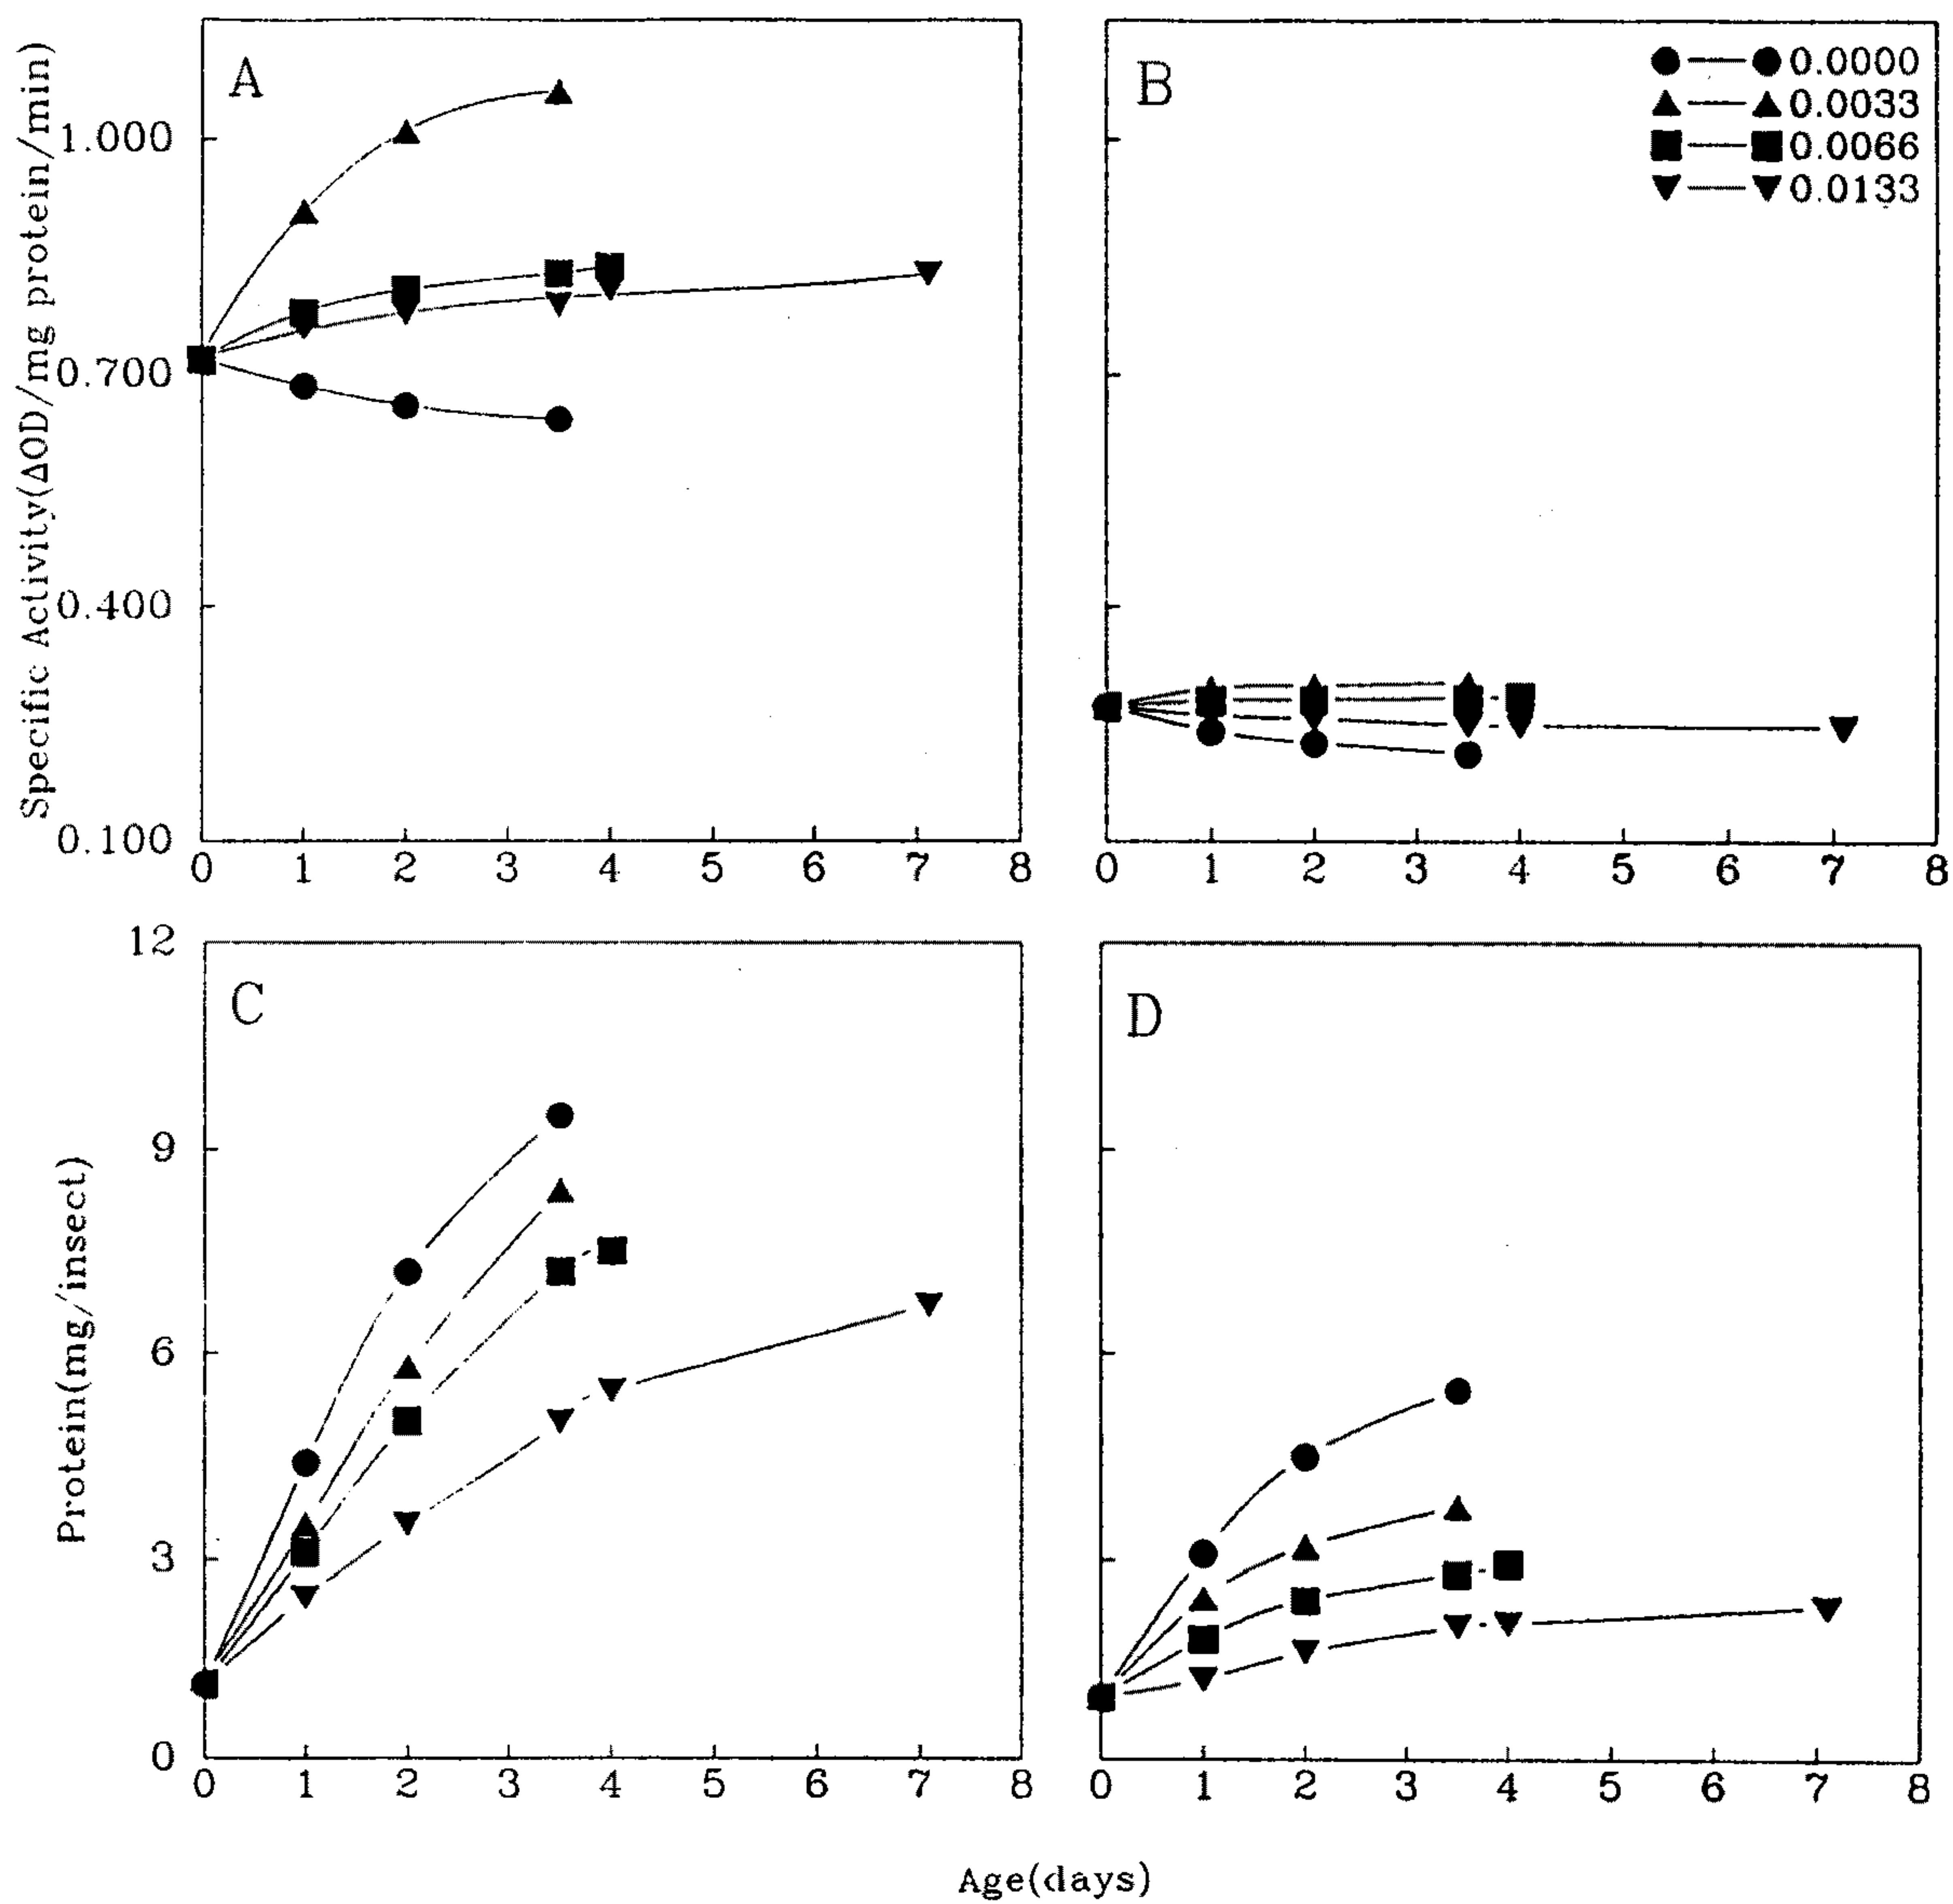 Specific Activity(ΔOD/mg protein/min)
A
1.000
0.700
0.400
0.100
0 1 2 3 4 5 6 7 8
B
0.0000
0.0033
0.0066
0.0133
0 1 2 3 4 5 6 7 8
Protein(mg/insect)
C
12
9
6
3
0
0 1 2 3 4 5 6 7 8
D
0 1 2 3 4 5 6 7 8
Age(days)